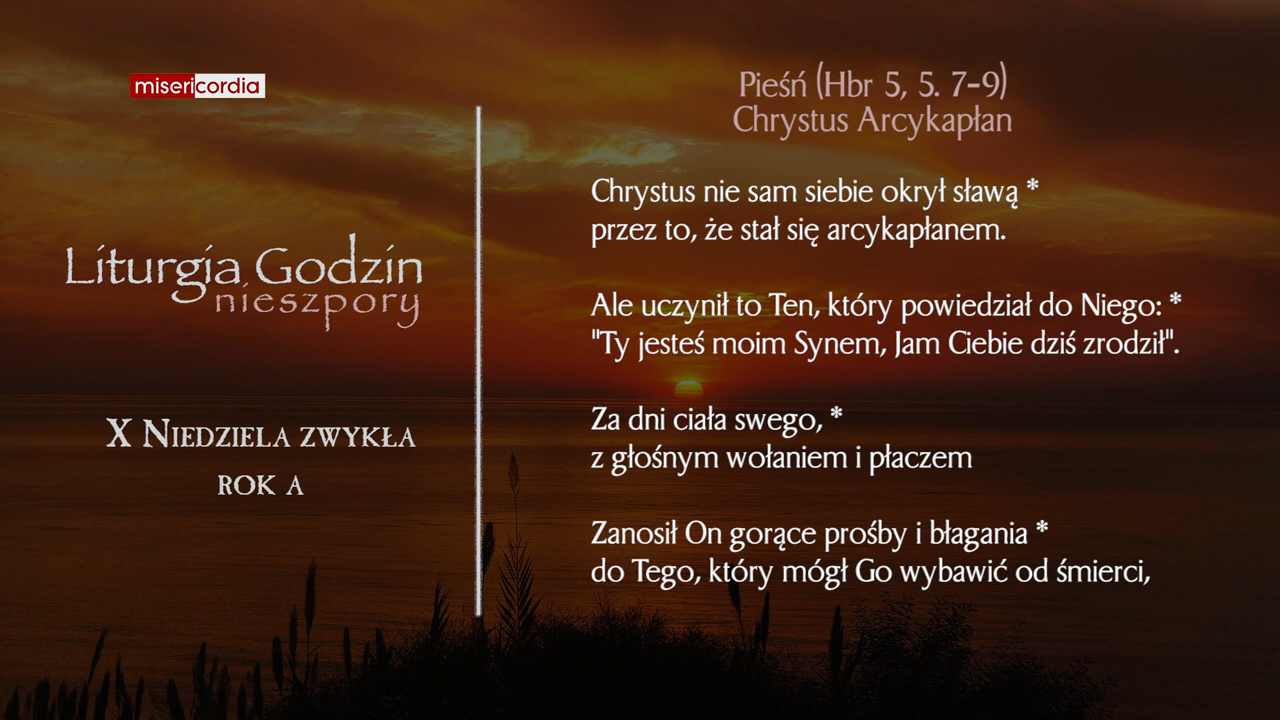 misericordia
Liturgia Godzin
nieszpory
X Niedziela zwykła
rok a
Pieśń (Hbr 5, 5. 7-9)
Chrystus Arcykapłan
Chrystus nie sam siebie okrył sławą *
przez to, że stał się arcykapłanem.
Ale uczynił to Ten, który powiedział do Niego: *
"Ty jesteś moim Synem, Jam Ciebie dziś zrodził".
Za dni ciała swego, *
z głośnym wołaniem i płaczem
Zanosił On gorące prośby i błagania *
do Tego, który mógł Go wybawić od śmierci,